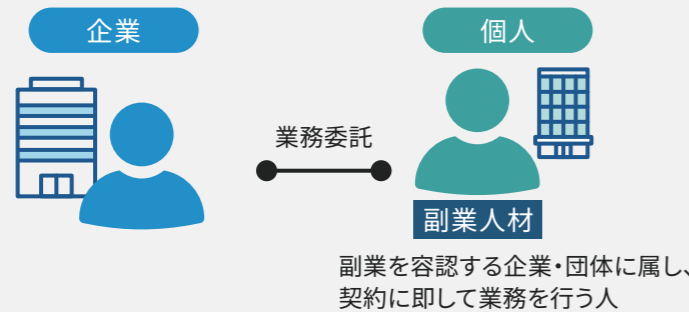 企業
個人
業務委託
副業人材
副業を容認する企業・団体に属し、
契約に即して業務を行う人